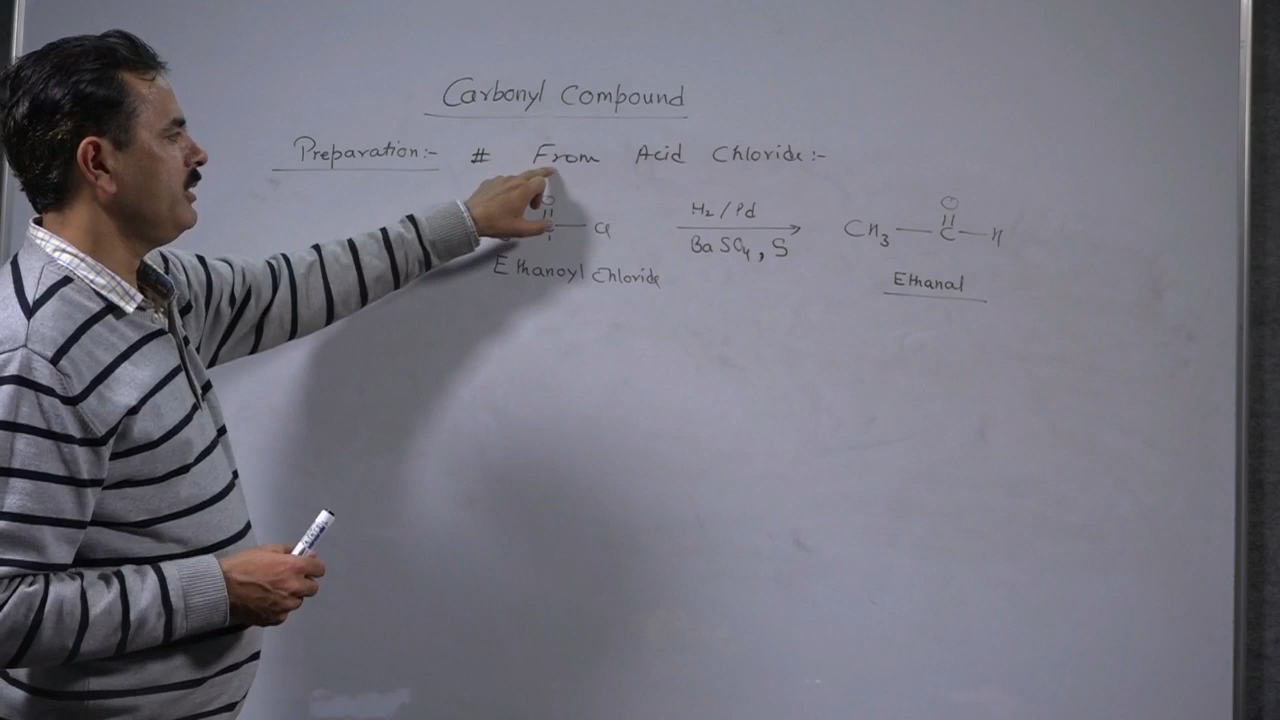 Carbonyl Compound
Preparation:- # From Acid Chloride:-
O O
H2/Pd
Cl CH3 — C — H
BaSO4, S
Ethanoyl Chloride Ethanal